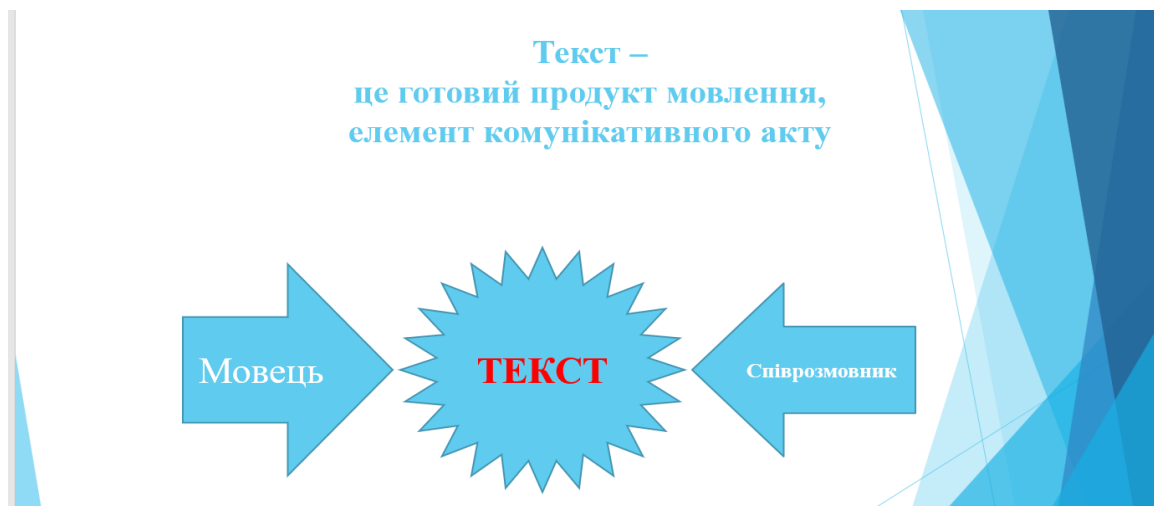 Текст –
це готовий продукт мовлення,
елемент комунікативного акту
Мовець
ТЕКСТ
Співрозмовник